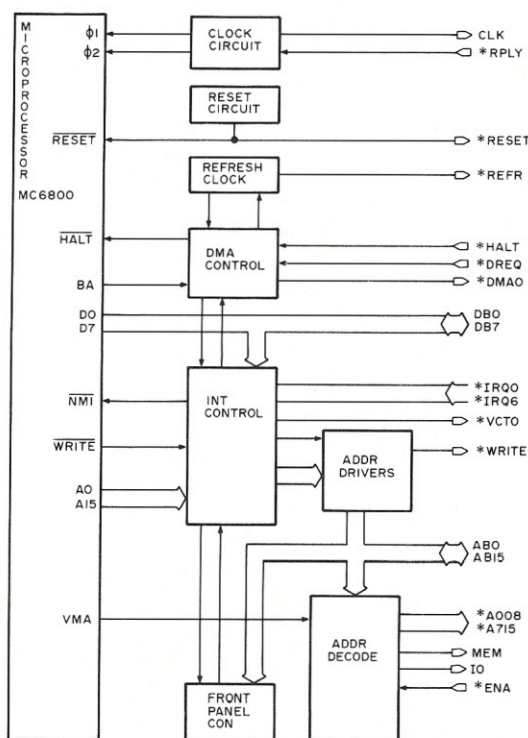 MICROPROCESSOR
MC6800
ϕ1
ϕ2
CLOCK
CIRCUIT
CLK
*RPLY
RESET
CIRCUIT
RESET
*RESET
REFRESH
CLOCK
*REFR
HALT
DMA
CONTROL
*HALT
*DREQ
*DMAO
BA
D0
D7
DB0
DB7
INT
CONTROL
*IRQ0
*IRQ6
NMI
*VCTO
WRITE
ADDR
DRIVERS
*WRITE
A0
A15
AB0
AB15
VMA
ADDR
DECODE
*A008
*A715
MEM
IO
*ENA
FRONT
PANEL
CON